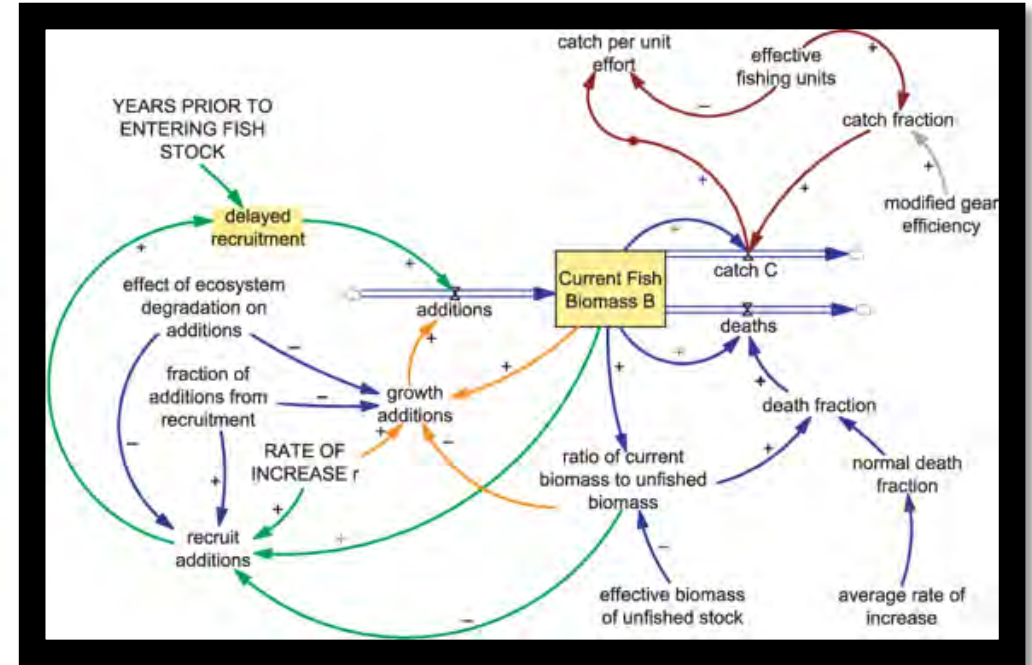 catch per unit
effort
effective
fishing units
+
YEARS PRIOR TO
ENTERING FISH
STOCK
−
catch fraction
+
+
+
modified gear
efficiency
delayed
recruitment
+
+
+
catch C
effect of ecosystem
degradation on
additions
additions
Current Fish
Biomass B
deaths
−
+
+
+
+
fraction of
additions from
recruitment
−
growth
additions
+
death fraction
−
+
−
RATE OF
INCREASE r
ratio of current
biomass to unfished
biomass
+
normal death
fraction
+
+
recruit
additions
+
−
effective biomass
of unfished stock
+
average rate of
increase
−